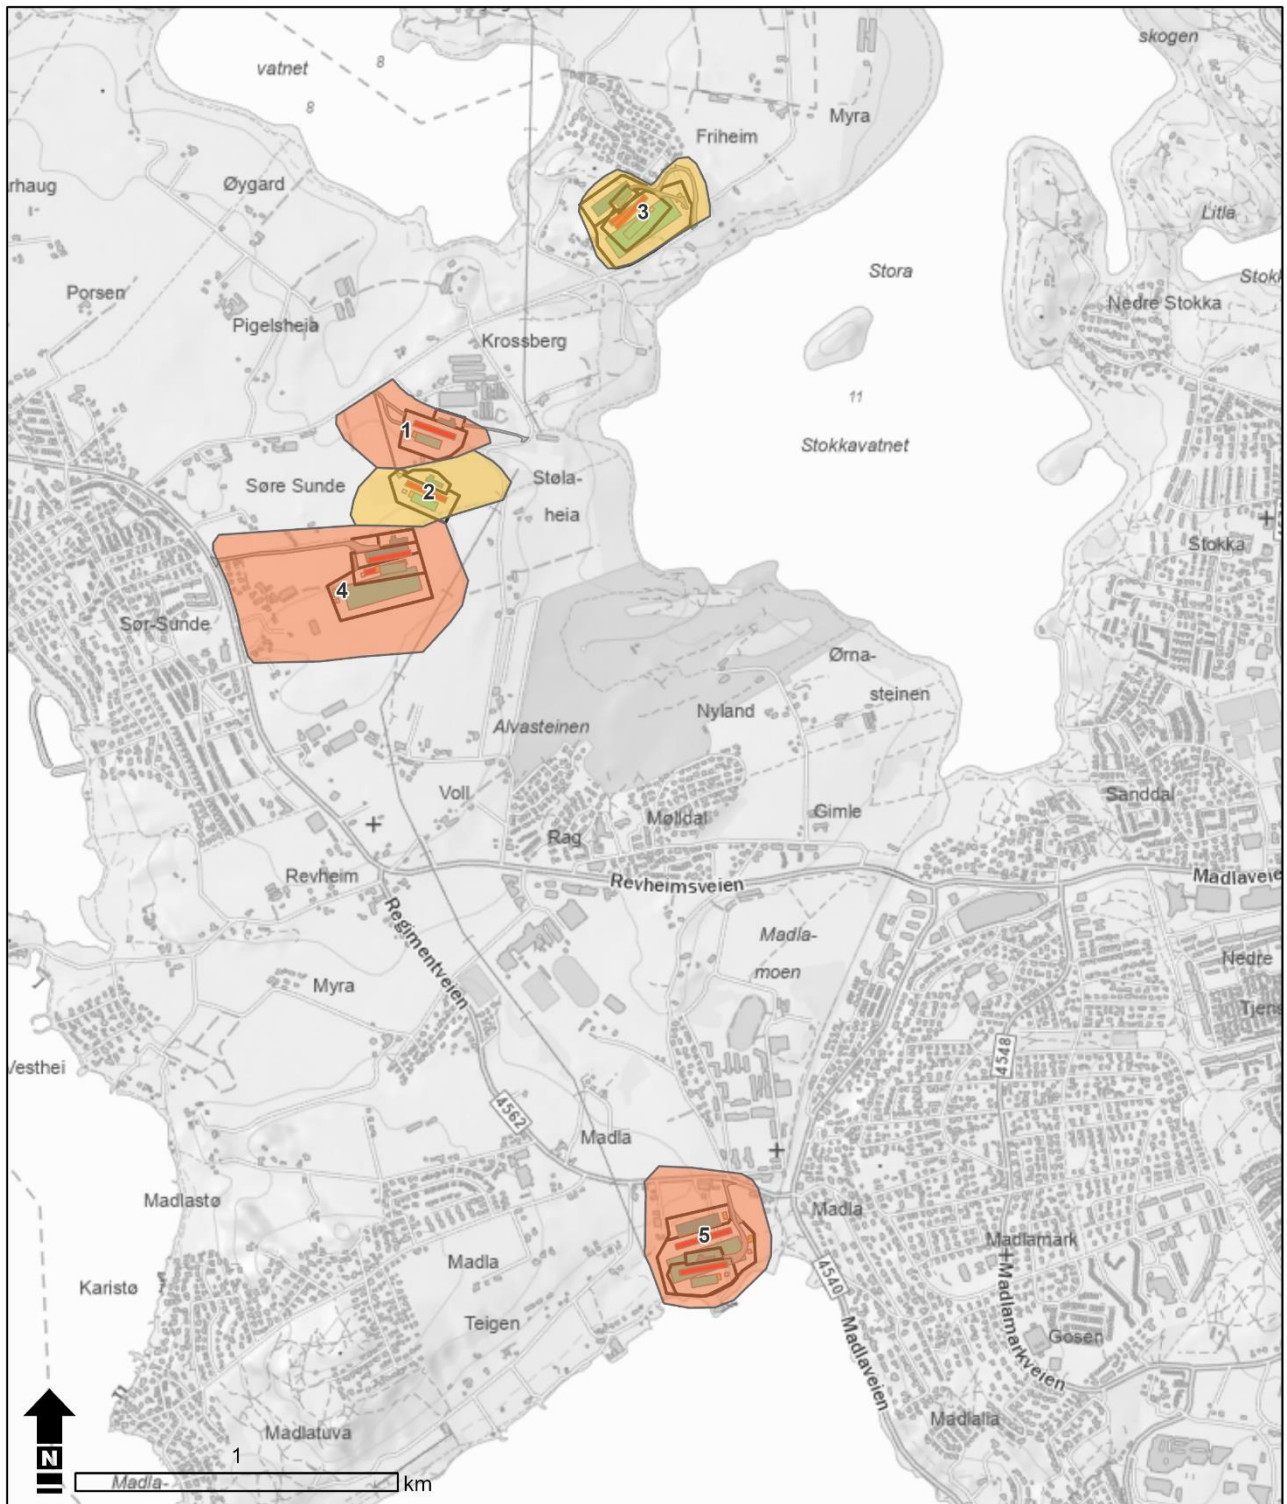 skogen
vatnet
8
8
Myra
Friheim
rhaug
Øygard
Litla
3
Stora
Porsen
Nedre Stokka
Pigelsheia
Krossberg
11
1
Stokkavatnet
Søre Sunde
2
Støla-
heia
Stokka
4
Sør-Sunde
Ørna-
steinen
Nyland
Alvasteinen
Voll
Sanddal
Rag
Mølldal
Gimle
Revheim
Revheimsveien
Madlaveie
Regimentveien
Madla-
moen
Nedre
Myra
Tjens
Vesthei
4548
4562
Madla
Madlastø
Madla
5
Madlamark
Madla
Karistø
4540
Teigen
Madlaveien
Madlamarkveien
Gosen
Madlatuva
Madlalia
N
1
km
Madla-